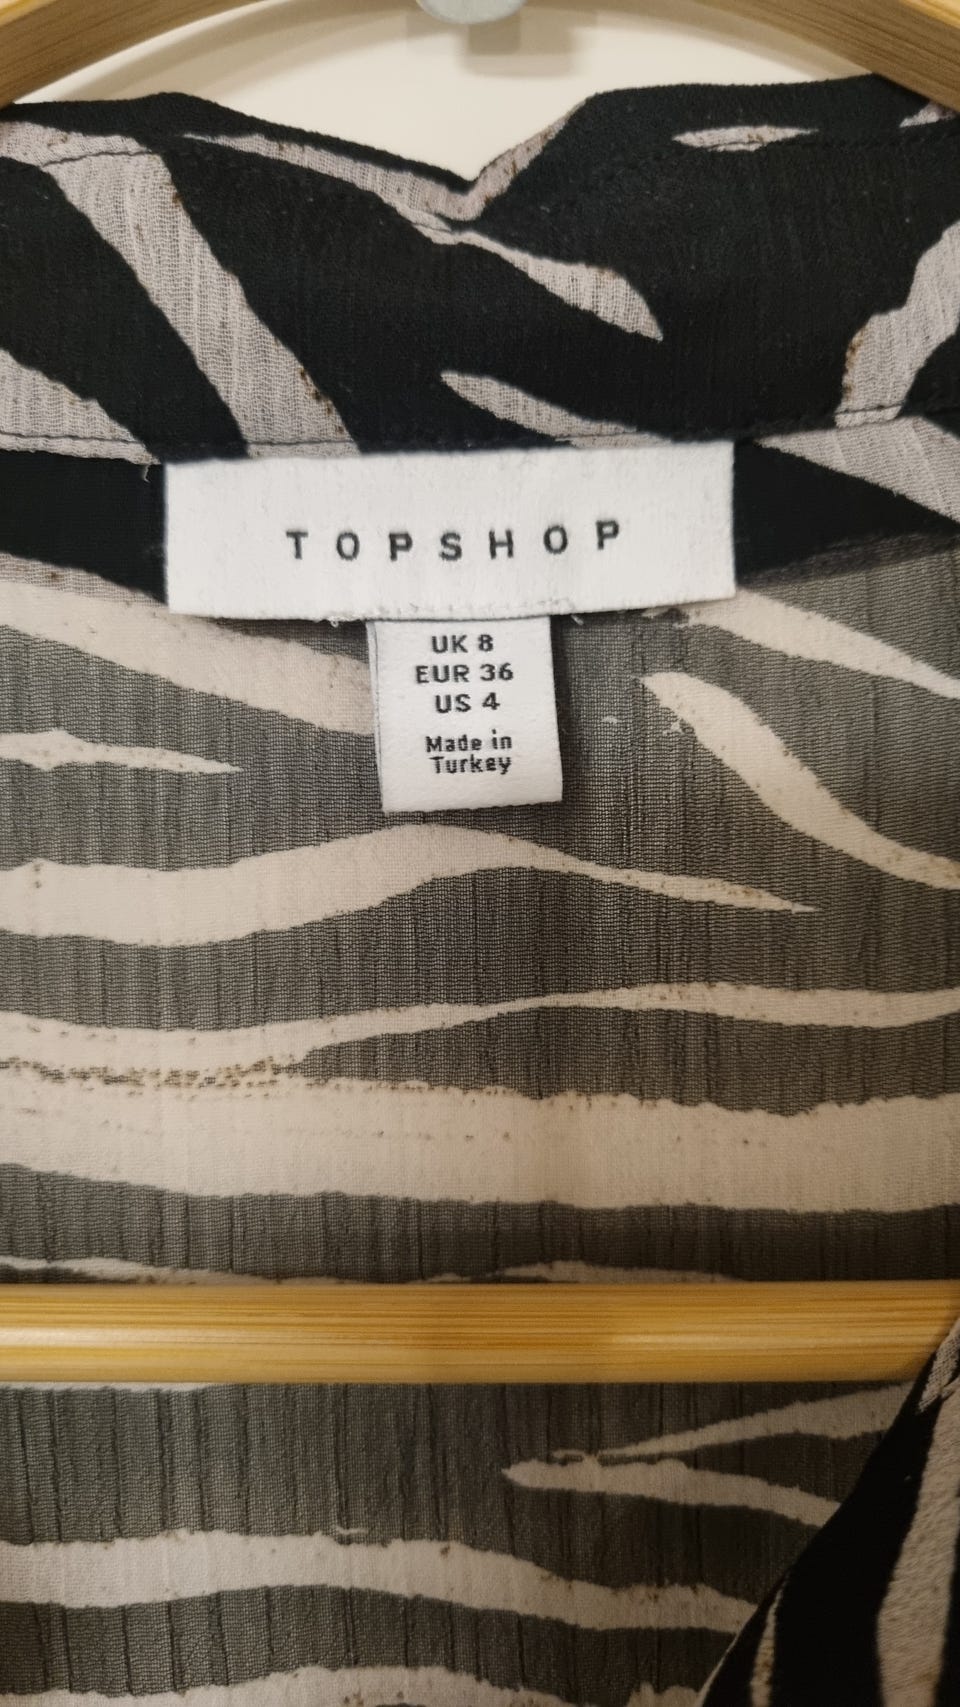 TOPSHOP
UK 8
EUR 36
US 4
Made in
Turkey